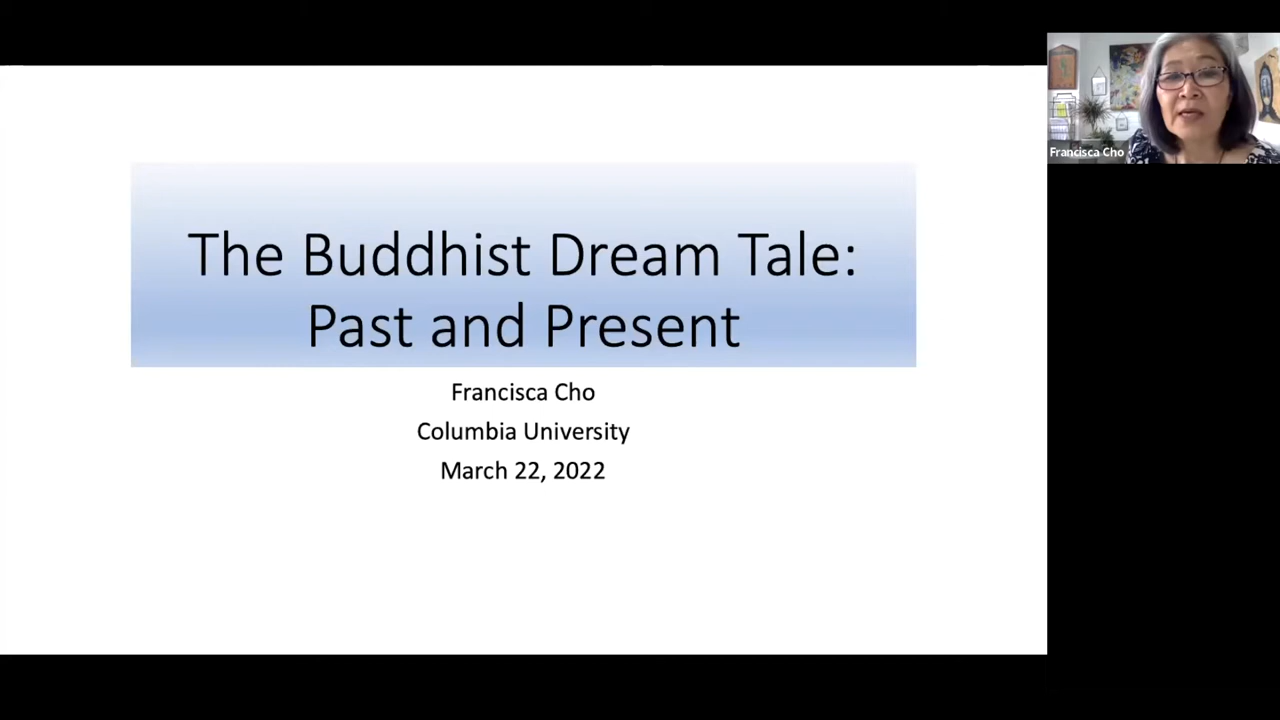 The Buddhist Dream Tale:
Past and Present
Francisca Cho
Columbia University
March 22, 2022
Francisca Cho